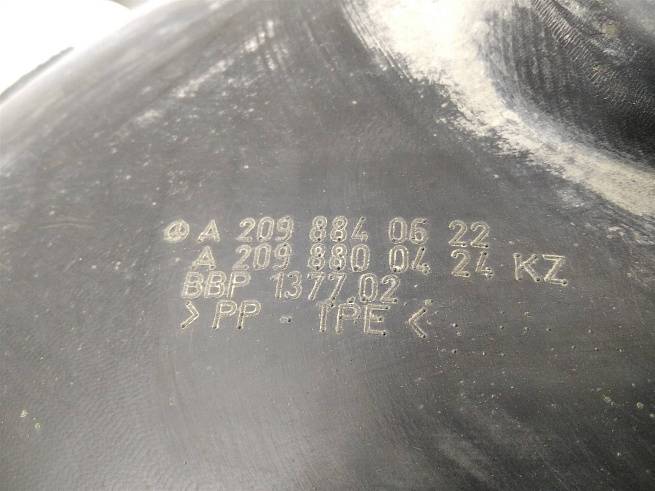 A 209 884 06 22
A 209 880 04 24 KZ
BBP 1377.02
>PP - TPE<